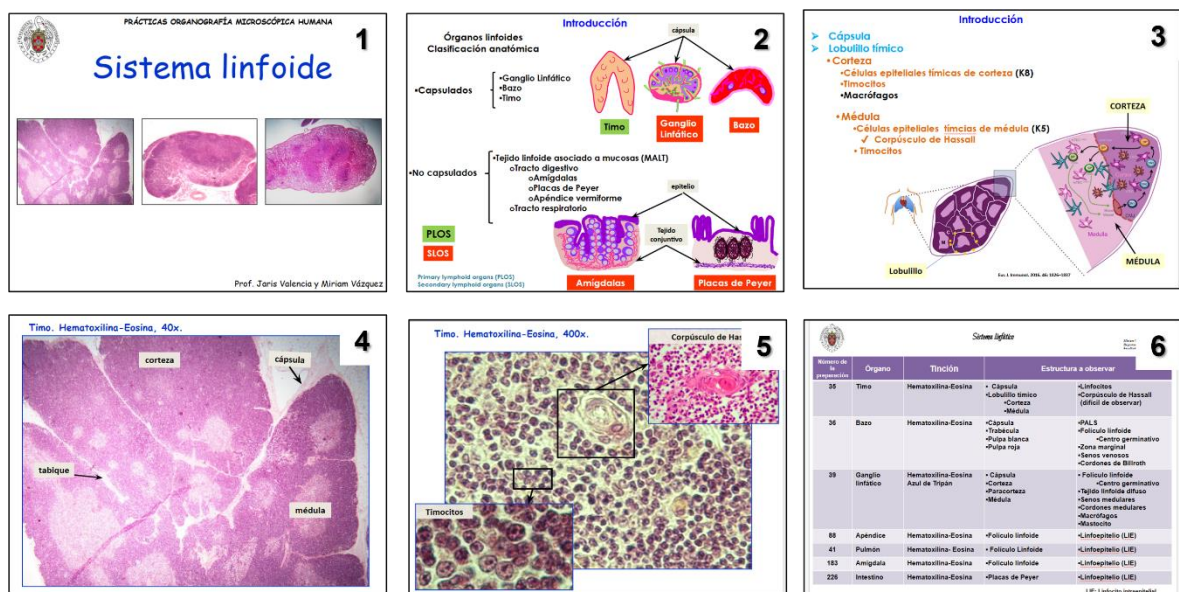 PRÁCTICAS ORGANOGRAFÍA MICROSCÓPICA HUMANA
1
Sistema linfoide
Prof. Jaris Valencia y Miriam Vázquez
Introducción
2
Órganos linfoides
Clasificación anatómica
cápsula
•Capsulados
•Ganglio Linfático
•Bazo
•Timo
Timo
Ganglio
Linfático
Bazo
•No capsulados
•Tejido linfoide asociado a mucosas (MALT)
oTracto digestivo
oAmígdalas
oPlacas de Peyer
oApéndice vermiforme
oTracto respiratorio
epitelio
Tejido
conjuntivo
PLOS
SLOS
Primary lymphoid organs (PLOS)
Secondary lymphoid organs (SLOS)
Amígdalas
Placas de Peyer
Introducción
3
➢ Cápsula
➢ Lobulillo tímico
•Corteza
•Células epiteliales tímicas de corteza (K8)
•Timocitos
•Macrófagos
•Médula
•Células epiteliales tímcias de médula (K5)
✓ Corpúsculo de Hassall
• Timocitos
CORTEZA
Médula
Lobulillo
MÉDULA
Timo. Hematoxilina-Eosina, 40x.
4
corteza
cápsula
tabique
médula
Timo. Hematoxilina-Eosina, 400x.
5
Corpúsculo de Has
Timocitos
6
Sistema linfático
Número de la preparación Órgano Tinción Estructura a observar
35 Timo Hematoxilina-Eosina • Cápsula •Linfocitos
•Lobulillo tímico •Corpúsculo de Hassall
•Corteza (difícil de observar)
•Médula
36 Bazo Hematoxilina-Eosina •Cápsula •PALS
•Trabécula •Folículo linfoide
•Pulpa blanca •Centro germinativo
•Pulpa roja •Zona marginal
•Senos venosos
•Cordones de Billroth
39 Ganglio linfático Hematoxilina-Eosina • Cápsula • Folículo linfoide
Azul de Tripán •Corteza •Centro germinativo
•Paracorteza •Tejido linfoide difuso
•Médula •Senos medulares
•Cordones medulares
•Macrófagos
•Mastocito
88 Apéndice Hematoxilina-Eosina •Folículo linfoide •Linfoepitelio (LIE)
41 Pulmón Hematoxilina- Eosina • Folículo Linfoide •Linfoepitelio (LIE)
183 Amígdala Hematoxilina-Eosina •Folículo linfoide •Linfoepitelio (LIE)
226 Intestino Hematoxilina-Eosina •Placas de Peyer •Linfoepitelio (LIE)
LIE: Linfocito intraepitelial